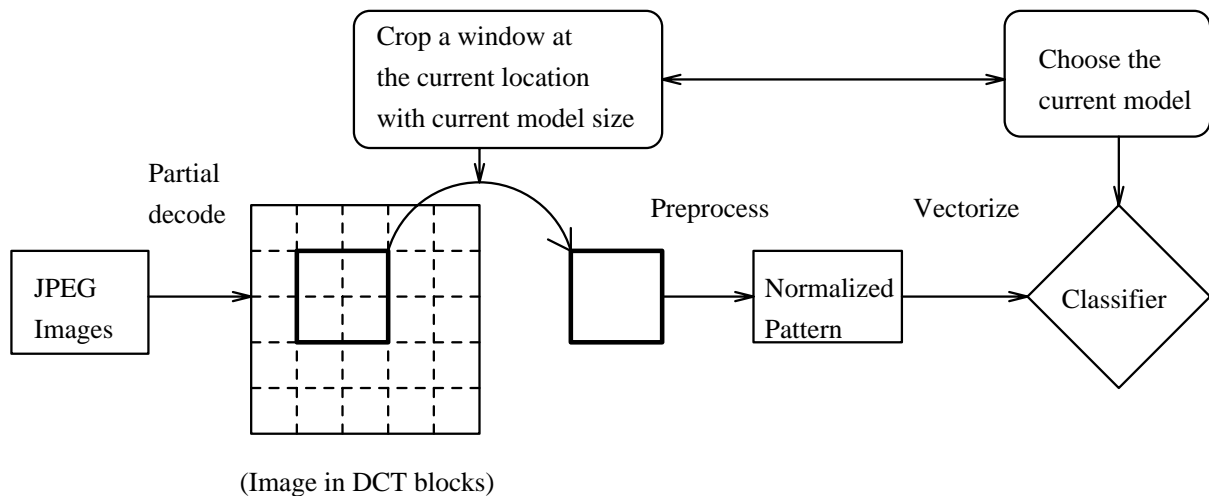 Crop a window at
the current location
with current model size
Choose the
current model
Partial
decode
Preprocess
Vectorize
JPEG
Images
Normalized
Pattern
Classifier
(Image in DCT blocks)